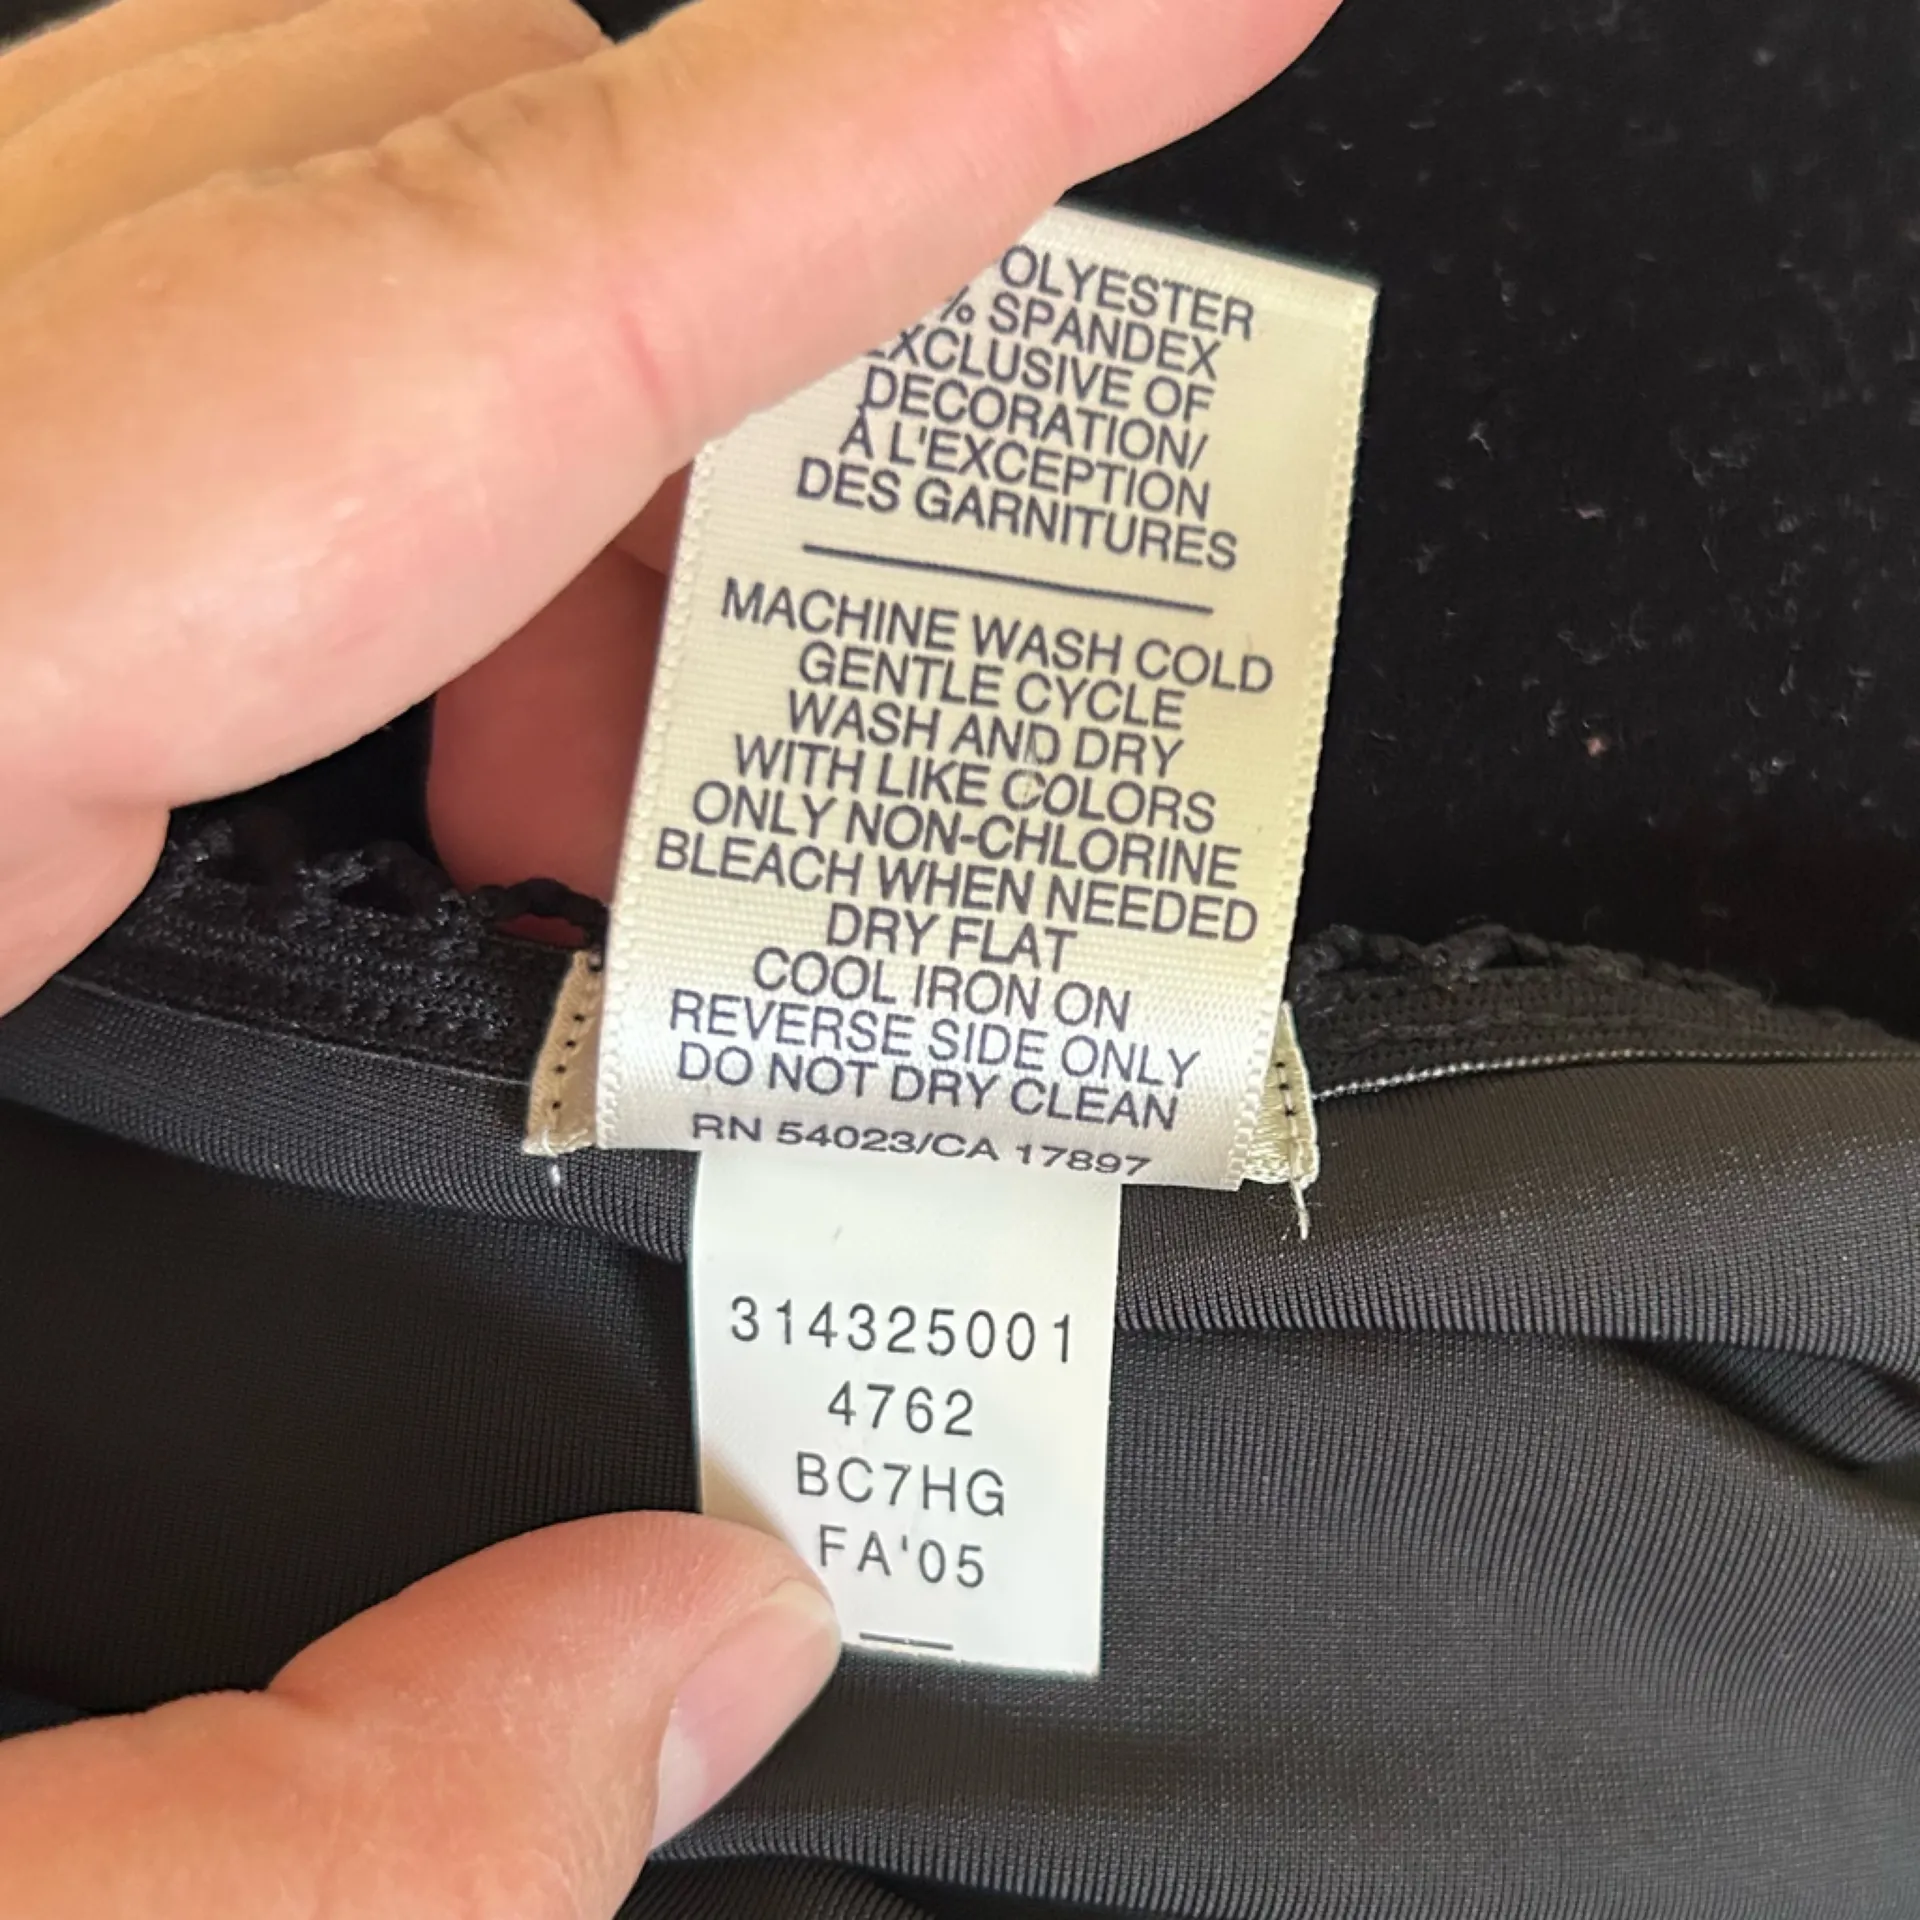 OLYESTER
% SPANDEX
EXCLUSIVE OF
DECORATION/
À L'EXCEPTION
DES GARNITURES
MACHINE WASH COLD
GENTLE CYCLE
WASH AND DRY
WITH LIKE COLORS
ONLY NON-CHLORINE
BLEACH WHEN NEEDED
DRY FLAT
COOL IRON ON
REVERSE SIDE ONLY
DO NOT DRY CLEAN
RN 54023/CA 17897
314325001
4762
BC7HG
FA'05